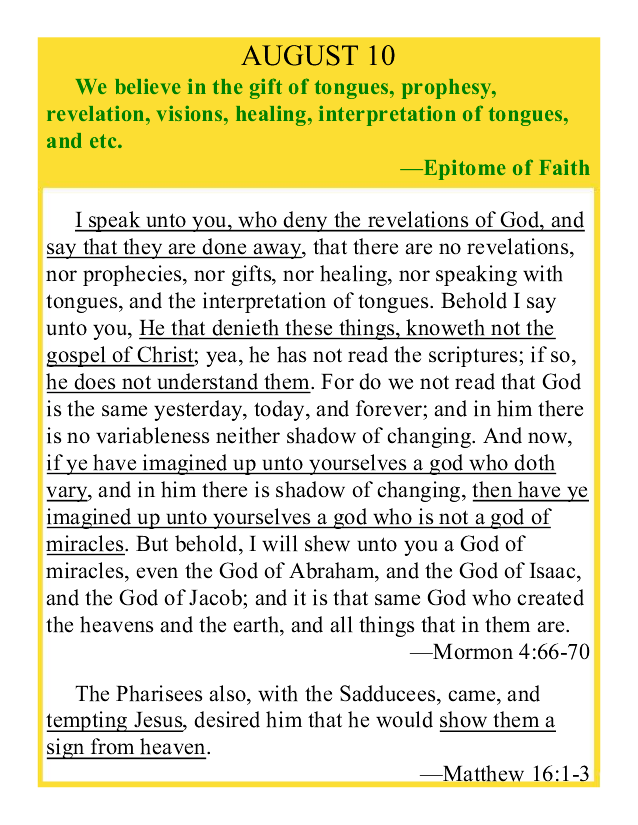 AUGUST 10
We believe in the gift of tongues, prophesy,
revelation, visions, healing, interpretation of tongues,
and etc.
—Epitome of Faith
I speak unto you, who deny the revelations of God, and
say that they are done away, that there are no revelations,
nor prophecies, nor gifts, nor healing, nor speaking with
tongues, and the interpretation of tongues. Behold I say
unto you, He that denieth these things, knoweth not the
gospel of Christ; yea, he has not read the scriptures; if so,
he does not understand them. For do we not read that God
is the same yesterday, today, and forever; and in him there
is no variableness neither shadow of changing. And now,
if ye have imagined up unto yourselves a god who doth
vary, and in him there is shadow of changing, then have ye
imagined up unto yourselves a god who is not a god of
miracles. But behold, I will shew unto you a God of
miracles, even the God of Abraham, and the God of Isaac,
and the God of Jacob; and it is that same God who created
the heavens and the earth, and all things that in them are.
—Mormon 4:66-70
The Pharisees also, with the Sadducees, came, and
tempting Jesus, desired him that he would show them a
sign from heaven.
—Matthew 16:1-3